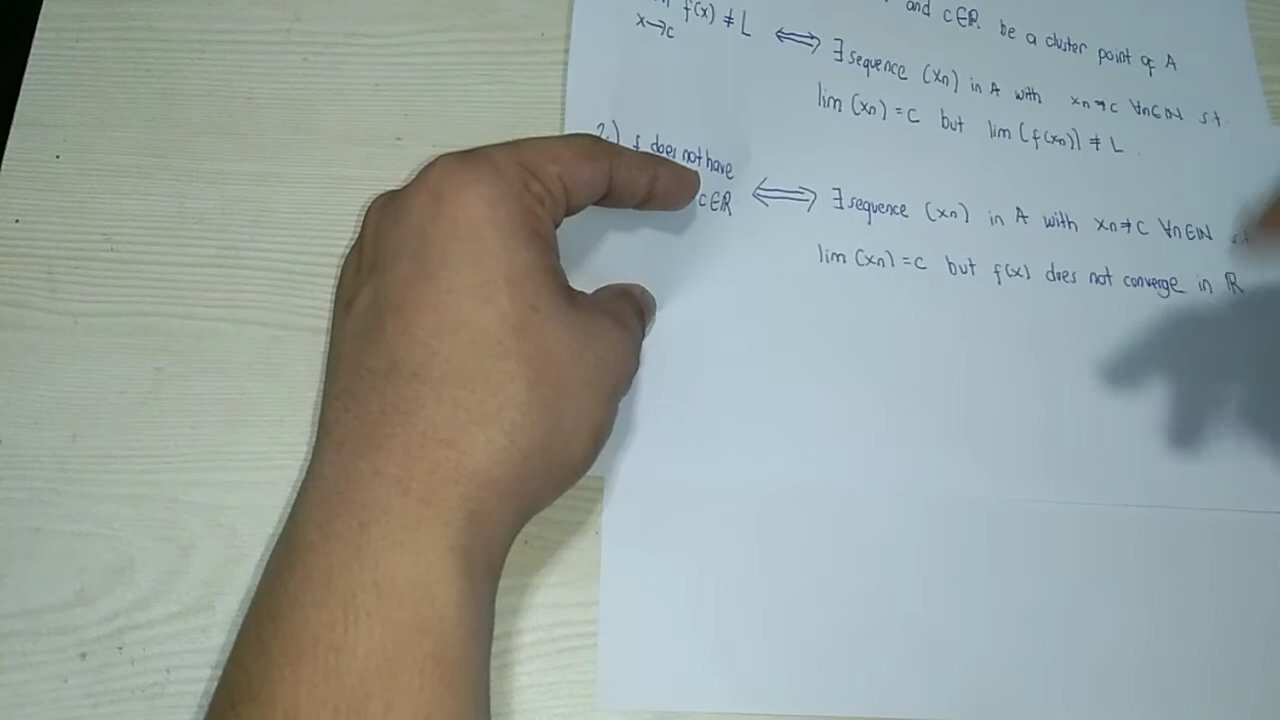 and c∈ℝ. be a cluster point of A
f(x) ≠ L
x→c
⟺ ∃ sequence (xn) in A with xn≠c ∀n∈ℕ st.
lim (xn) = c but lim (f(xn)) ≠ L.
2.) f does not have
c∈ℝ ⟺ ∃ sequence (xn) in A with xn≠c ∀n∈ℕ
lim (xn) = c but f(x) does not converge in ℝ